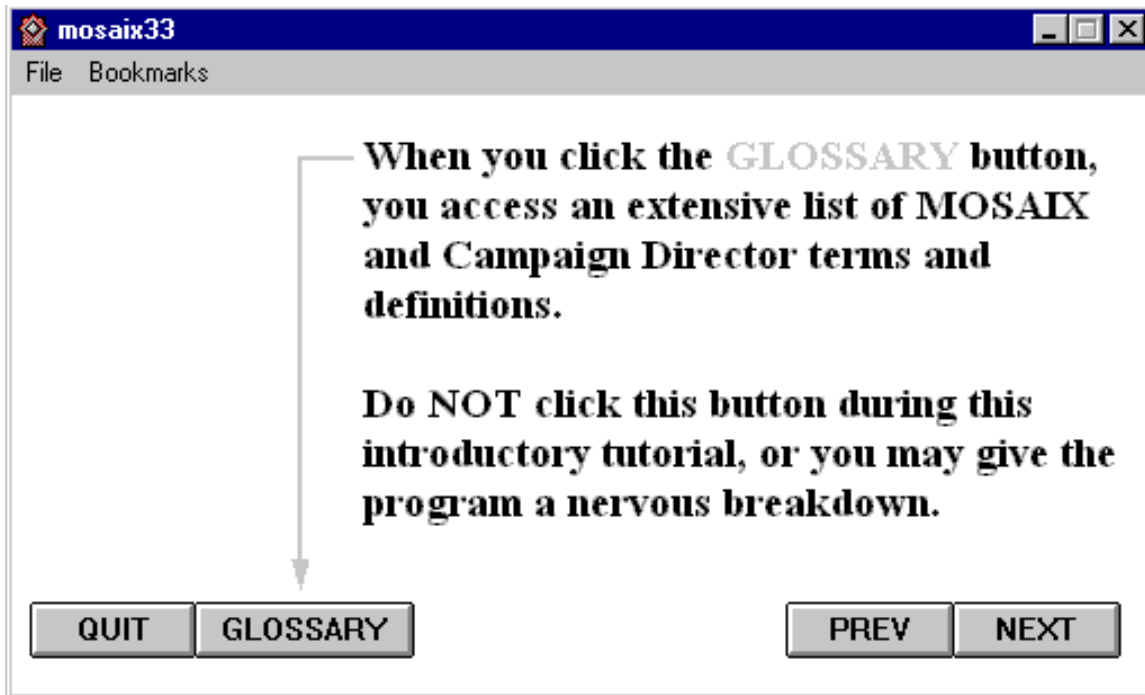 mosaix33
File Bookmarks
When you click the GLOSSARY button,
you access an extensive list of MOSAIX
and Campaign Director terms and
definitions.
Do NOT click this button during this
introductory tutorial, or you may give the
program a nervous breakdown.
QUIT GLOSSARY PREV NEXT